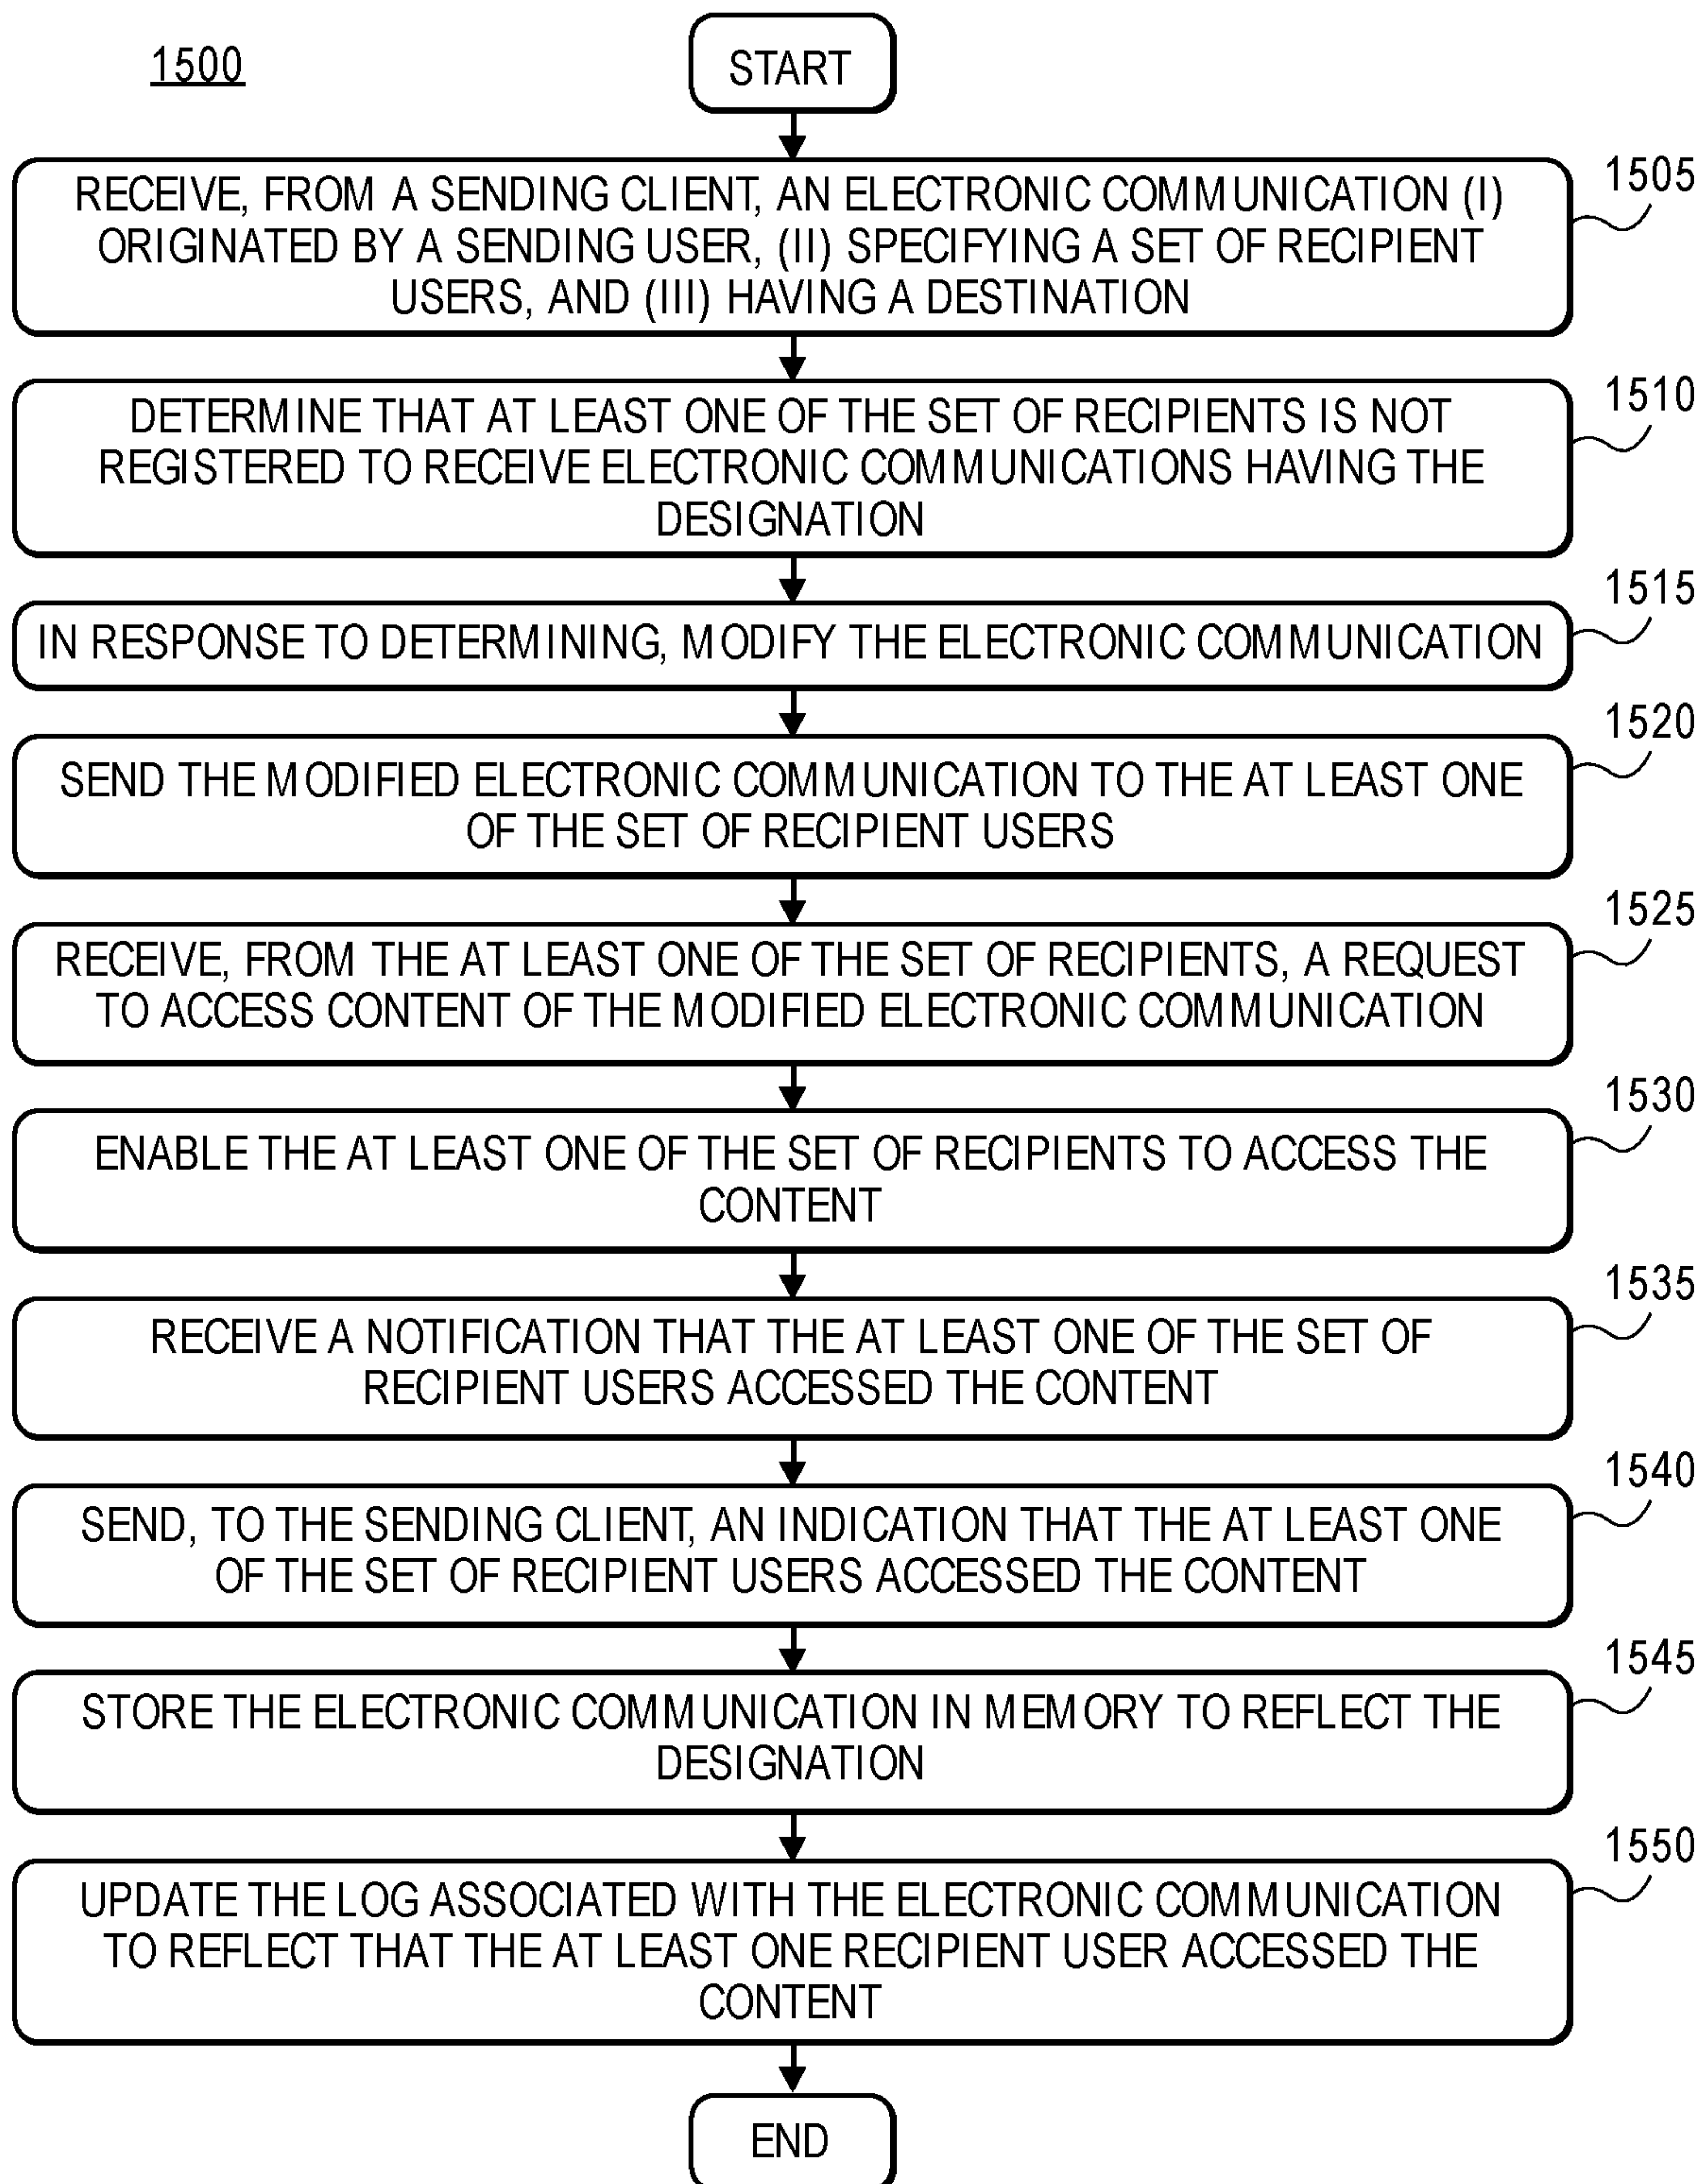 1500
START
RECEIVE, FROM A SENDING CLIENT, AN ELECTRONIC COMMUNICATION (I)
ORIGINATED BY A SENDING USER, (II) SPECIFYING A SET OF RECIPIENT
USERS, AND (III) HAVING A DESTINATION
1505
DETERMINE THAT AT LEAST ONE OF THE SET OF RECIPIENTS IS NOT
REGISTERED TO RECEIVE ELECTRONIC COMMUNICATIONS HAVING THE
DESIGNATION
1510
IN RESPONSE TO DETERMINING, MODIFY THE ELECTRONIC COMMUNICATION
1515
SEND THE MODIFIED ELECTRONIC COMMUNICATION TO THE AT LEAST ONE
OF THE SET OF RECIPIENT USERS
1520
RECEIVE, FROM THE AT LEAST ONE OF THE SET OF RECIPIENTS, A REQUEST
TO ACCESS CONTENT OF THE MODIFIED ELECTRONIC COMMUNICATION
1525
ENABLE THE AT LEAST ONE OF THE SET OF RECIPIENTS TO ACCESS THE
CONTENT
1530
RECEIVE A NOTIFICATION THAT THE AT LEAST ONE OF THE SET OF
RECIPIENT USERS ACCESSED THE CONTENT
1535
SEND, TO THE SENDING CLIENT, AN INDICATION THAT THE AT LEAST ONE
OF THE SET OF RECIPIENT USERS ACCESSED THE CONTENT
1540
STORE THE ELECTRONIC COMMUNICATION IN MEMORY TO REFLECT THE
DESIGNATION
1545
UPDATE THE LOG ASSOCIATED WITH THE ELECTRONIC COMMUNICATION
TO REFLECT THAT THE AT LEAST ONE RECIPIENT USER ACCESSED THE
CONTENT
1550
END